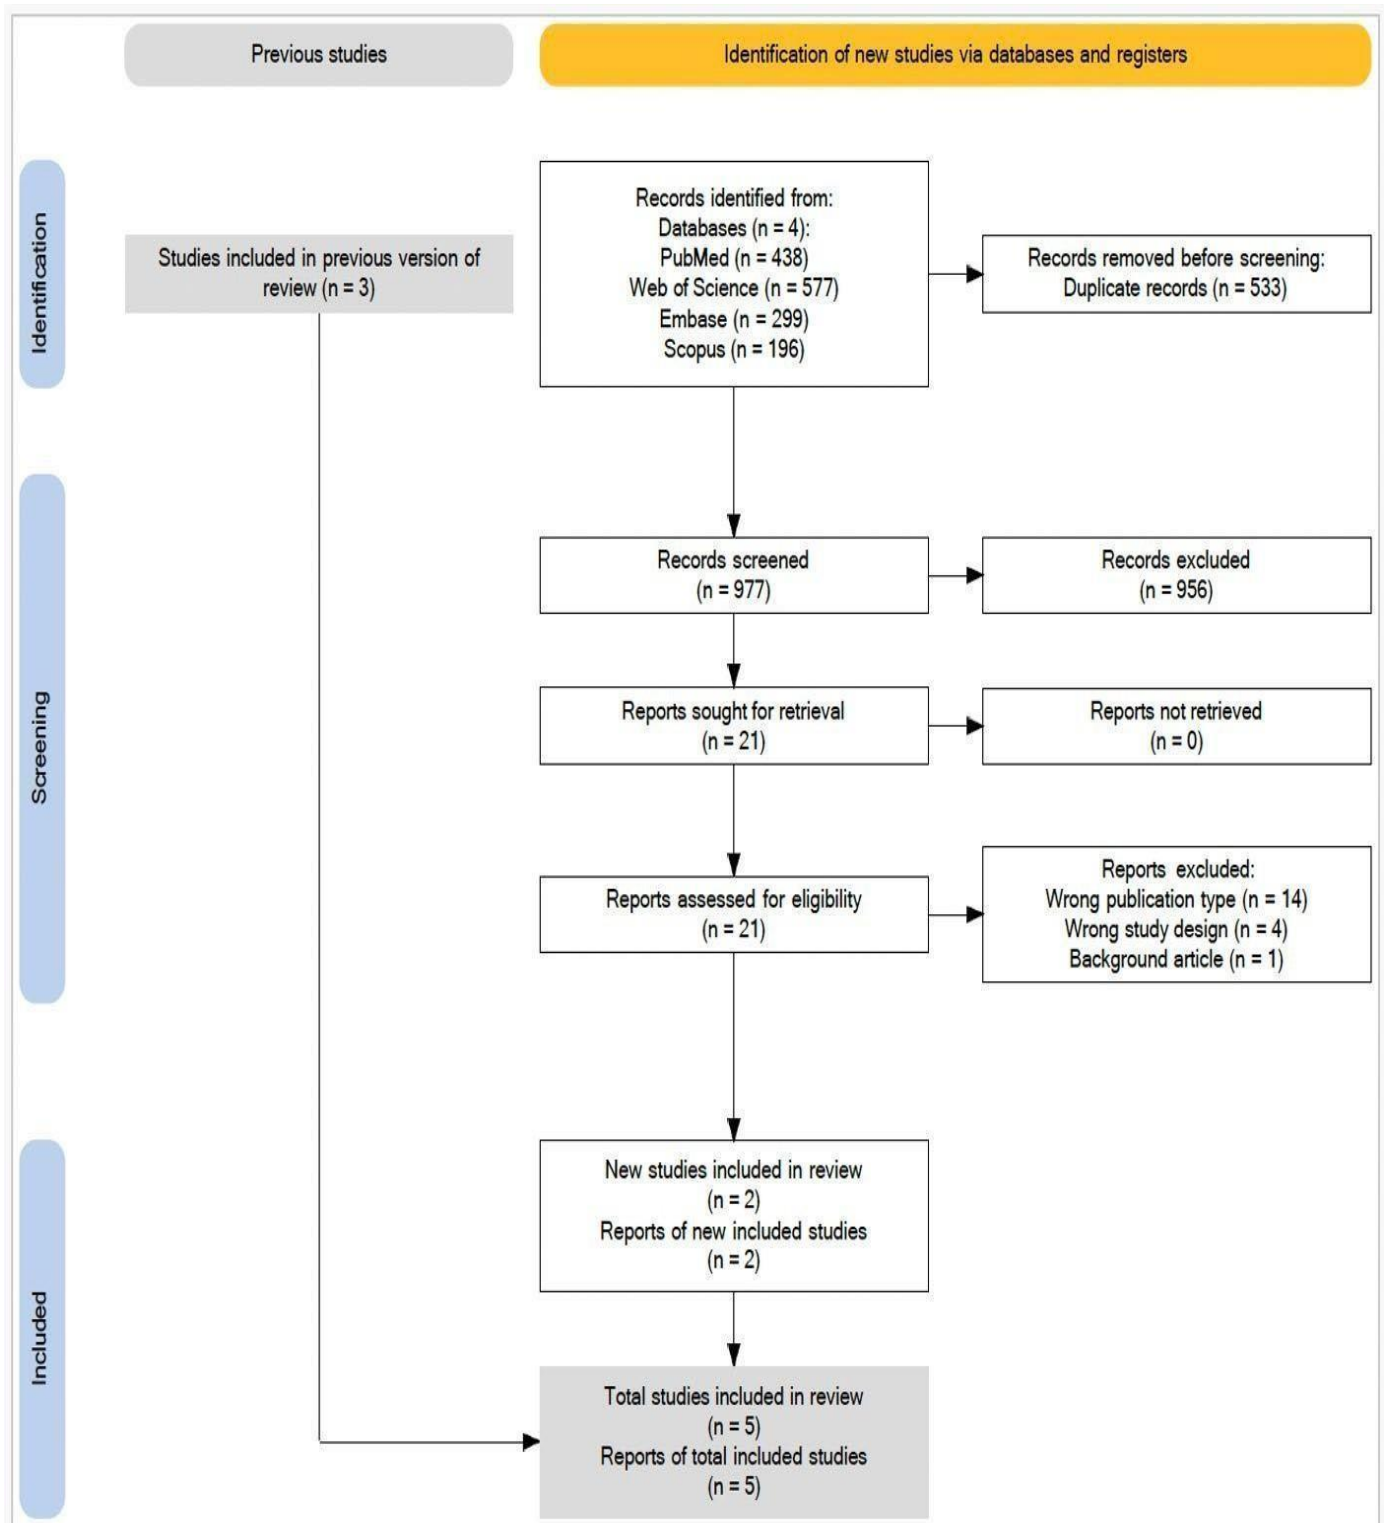 Previous studies
Identification of new studies via databases and registers
Identification
Studies included in previous version of
review (n = 3)
Records identified from:
Databases (n = 4):
PubMed (n = 438)
Web of Science (n = 577)
Embase (n = 299)
Scopus (n = 196)
Records removed before screening:
Duplicate records (n = 533)
Screening
Records screened
(n = 977)
Records excluded
(n = 956)
Reports sought for retrieval
(n = 21)
Reports not retrieved
(n = 0)
Reports assessed for eligibility
(n = 21)
Reports excluded:
Wrong publication type (n = 14)
Wrong study design (n = 4)
Background article (n = 1)
Included
New studies included in review
(n = 2)
Reports of new included studies
(n = 2)
Total studies included in review
(n = 5)
Reports of total included studies
(n = 5)